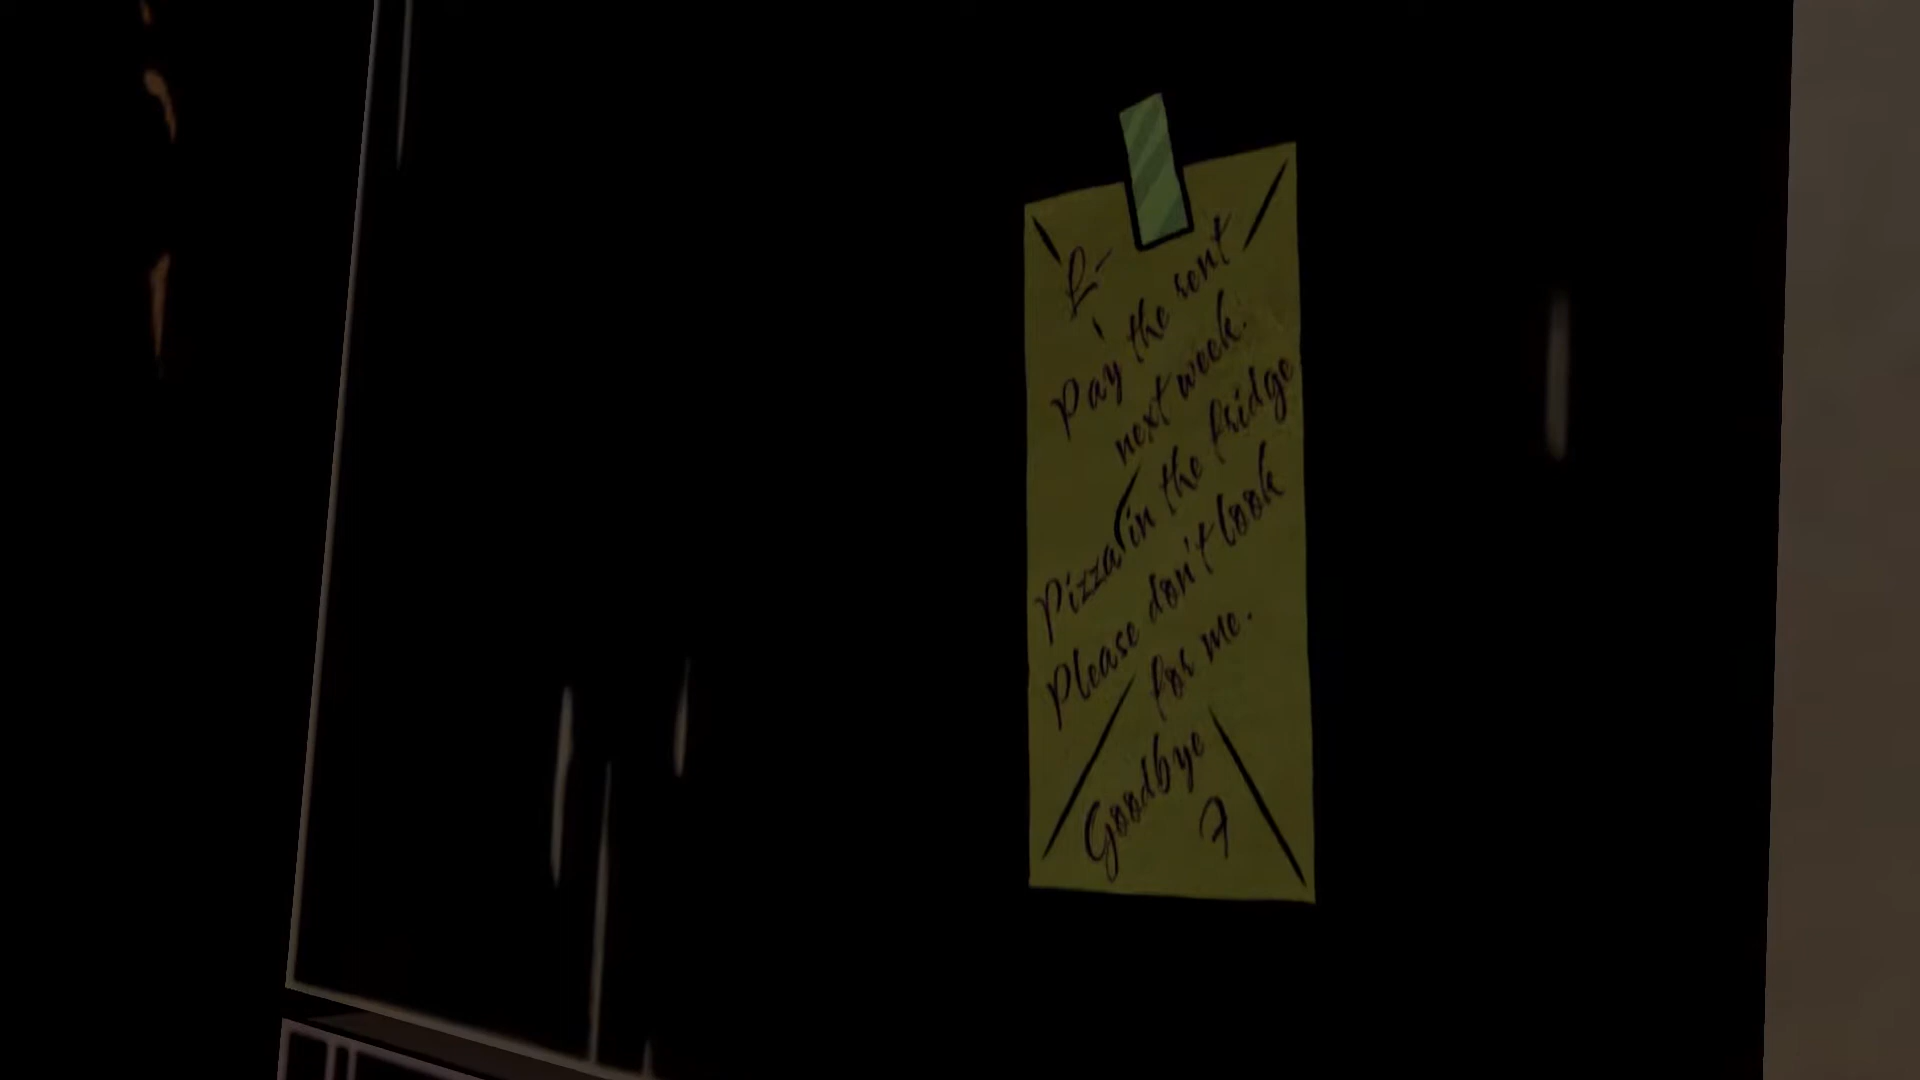 R-
Pay the rent
next week.
Pizza in the fridge
Please don't look
for me.
Goodbye
F